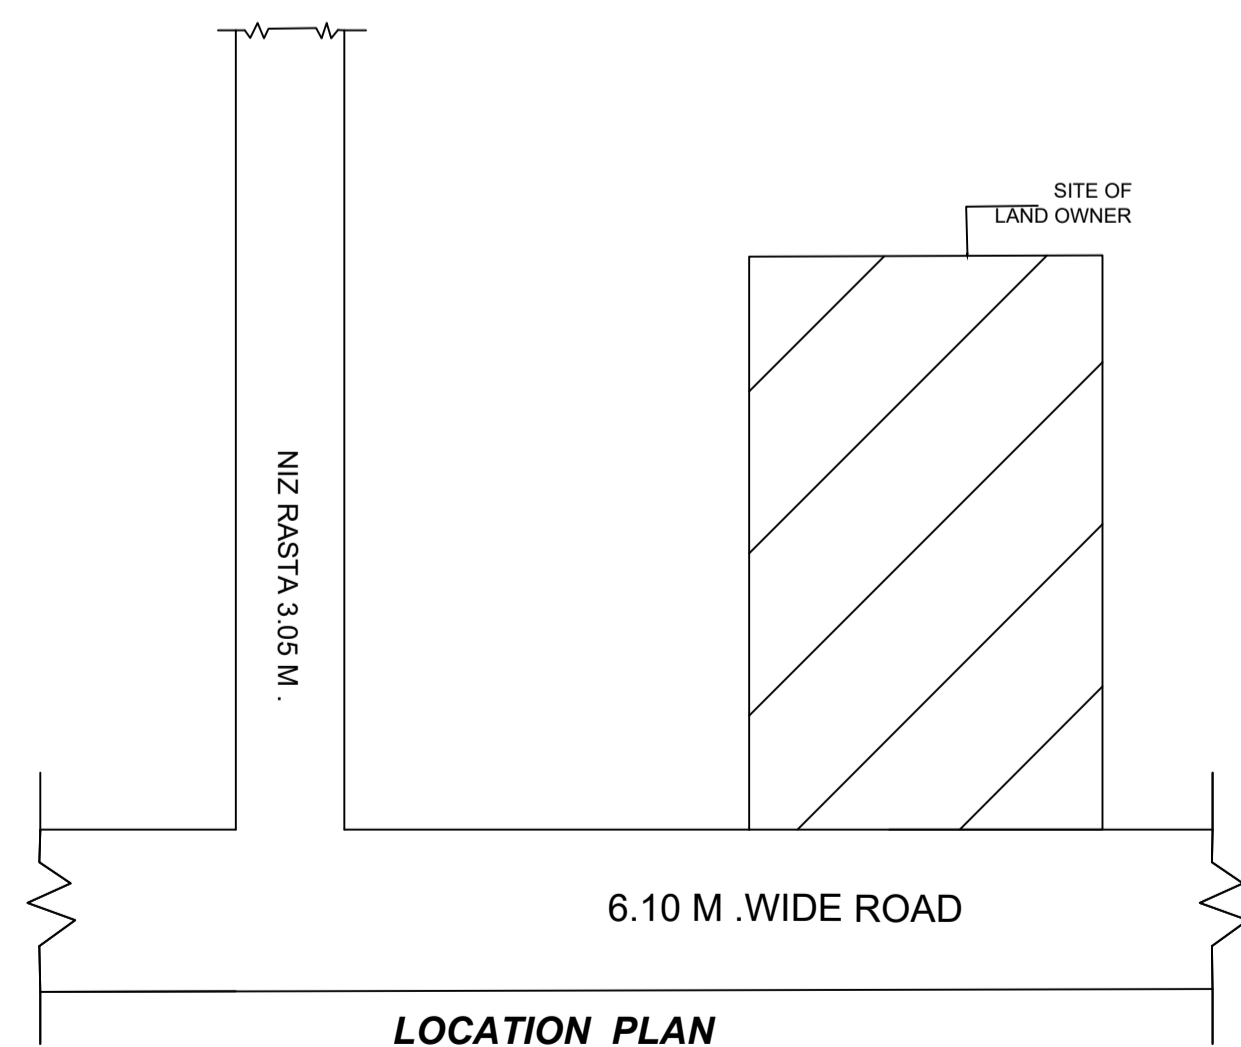 SITE OF
LAND OWNER
NIZ RASTA 3.05 M .
6.10 M .WIDE ROAD
LOCATION PLAN